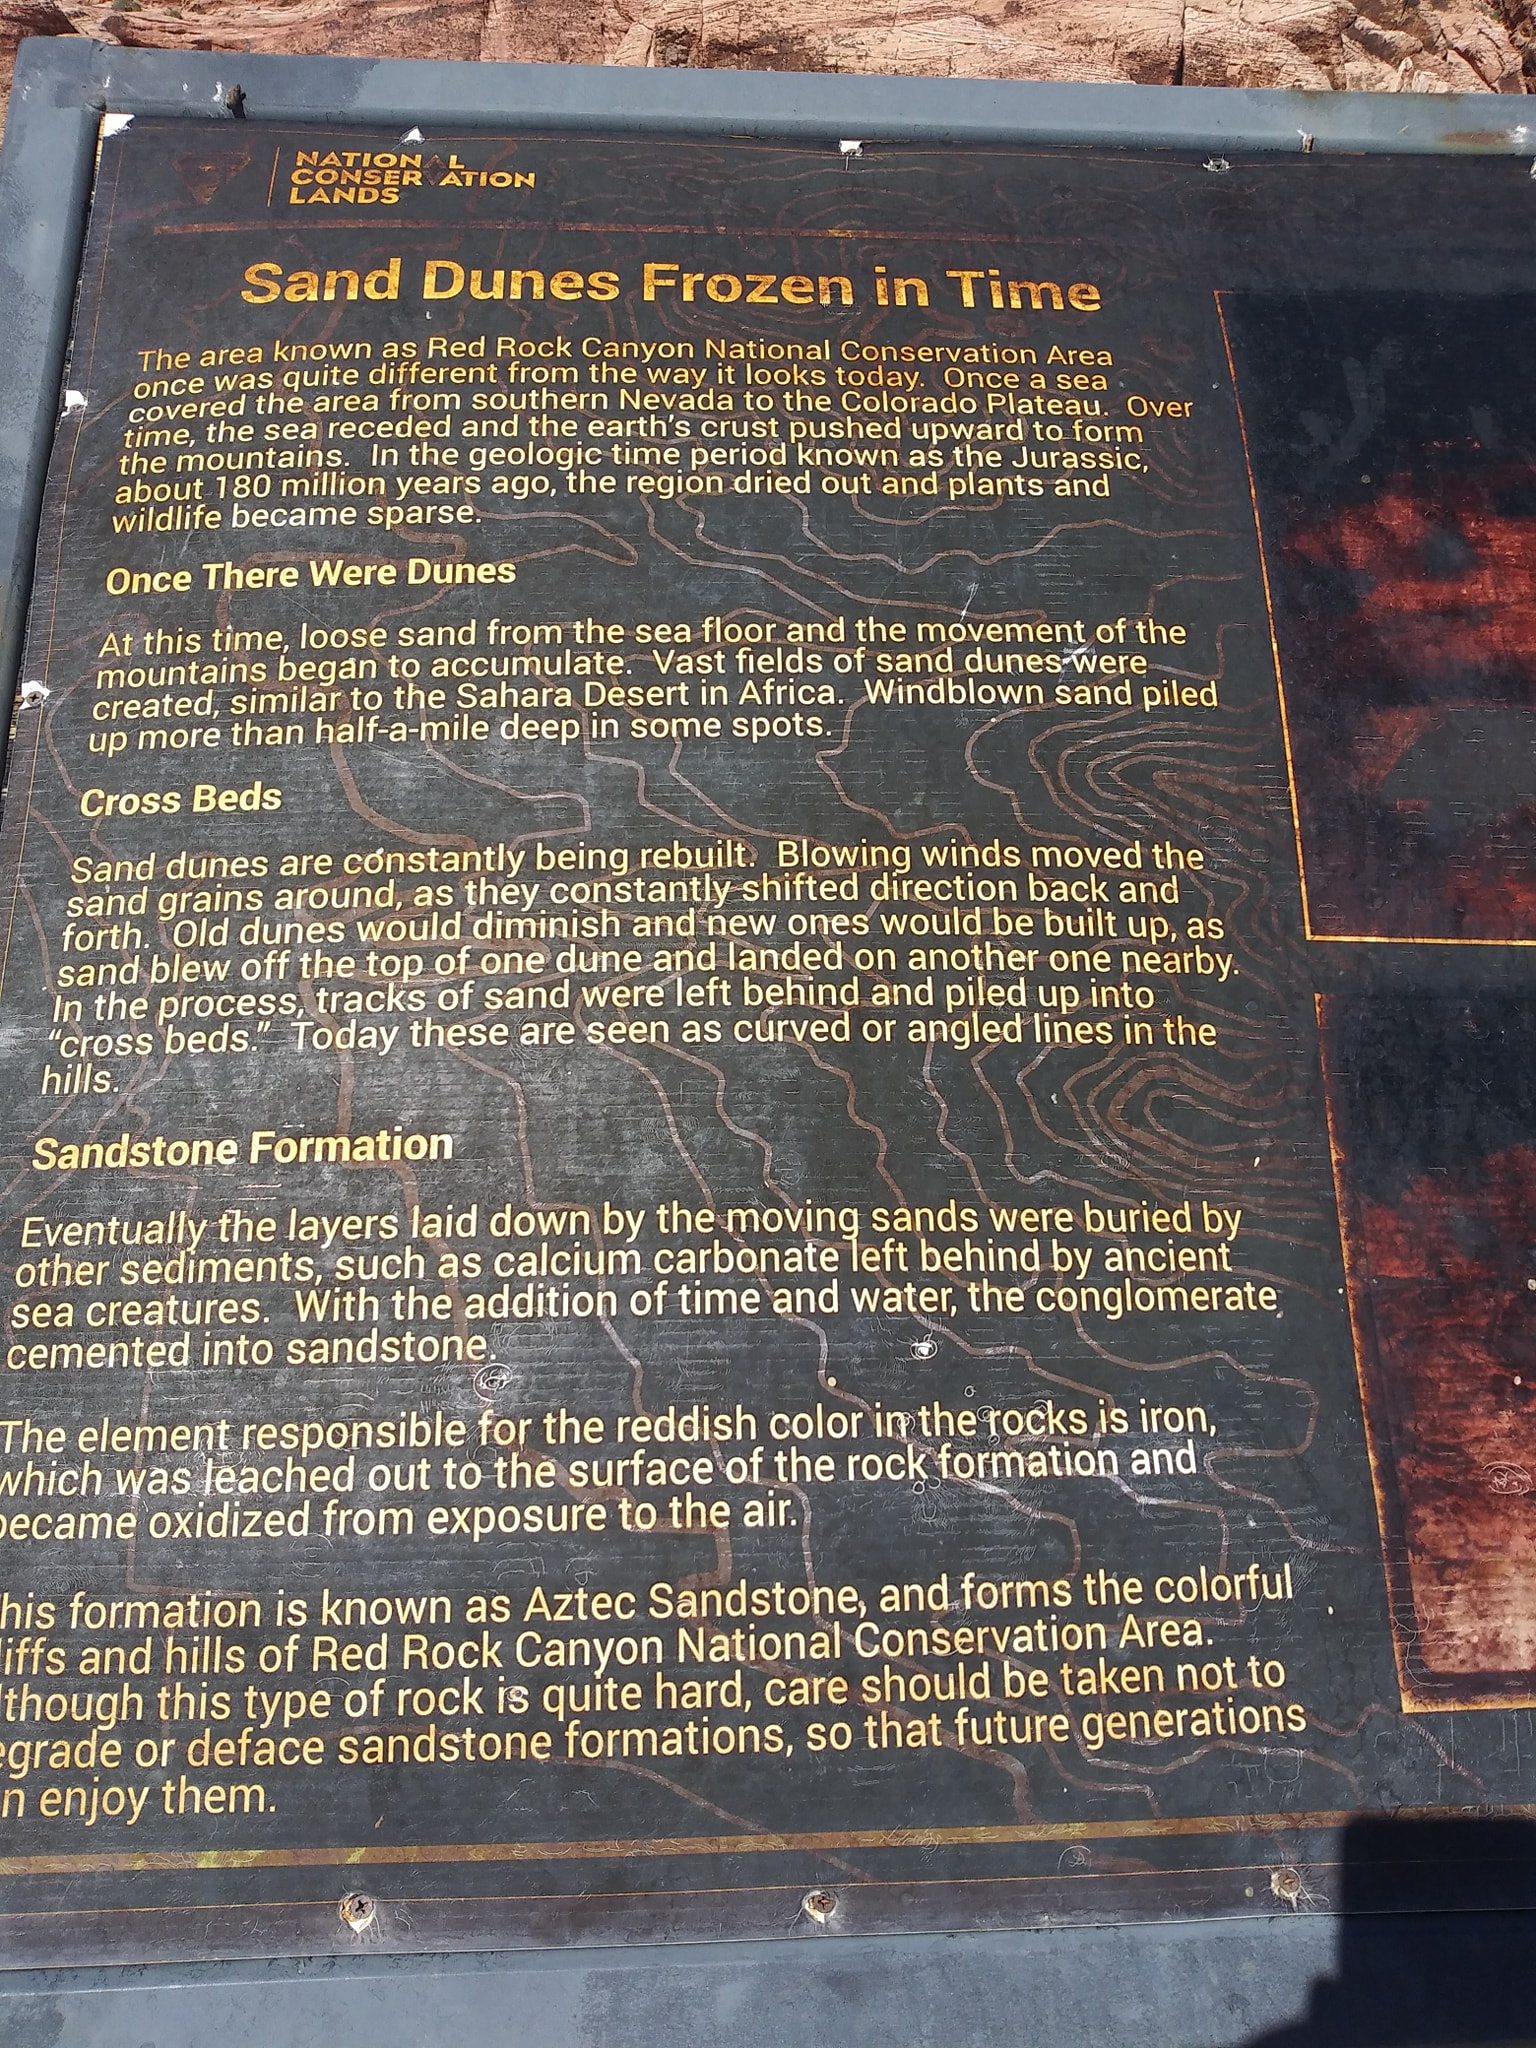 NATIONAL
CONSERVATION
LANDS
Sand Dunes Frozen in Time
The area known as Red Rock Canyon National Conservation Area
once was quite different from the way it looks today. Once a sea
covered the area from southern Nevada to the Colorado Plateau. Over
time, the sea receded and the earth's crust pushed upward to form
the mountains. In the geologic time period known as the Jurassic,
about 180 million years ago, the region dried out and plants and
wildlife became sparse.
Once There Were Dunes
At this time, loose sand from the sea floor and the movement of the
mountains began to accumulate. Vast fields of sand dunes were
created, similar to the Sahara Desert in Africa. Windblown sand piled
up more than half-a-mile deep in some spots.
Cross Beds
Sand dunes are constantly being rebuilt. Blowing winds moved the
sand grains around, as they constantly shifted direction back and
forth. Old dunes would diminish and new ones would be built up, as
sand blew off the top of one dune and landed on another one nearby.
In the process, tracks of sand were left behind and piled up into
"cross beds." Today these are seen as curved or angled lines in the
hills.
Sandstone Formation
Eventually the layers laid down by the moving sands were buried by
other sediments, such as calcium carbonate left behind by ancient
sea creatures. With the addition of time and water, the conglomerate
cemented into sandstone.
The element responsible for the reddish color in the rocks is iron,
which was leached out to the surface of the rock formation and
became oxidized from exposure to the air.
his formation is known as Aztec Sandstone, and forms the colorful
liffs and hills of Red Rock Canyon National Conservation Area.
lthough this type of rock is quite hard, care should be taken not to
egrade or deface sandstone formations, so that future generations
n enjoy them.